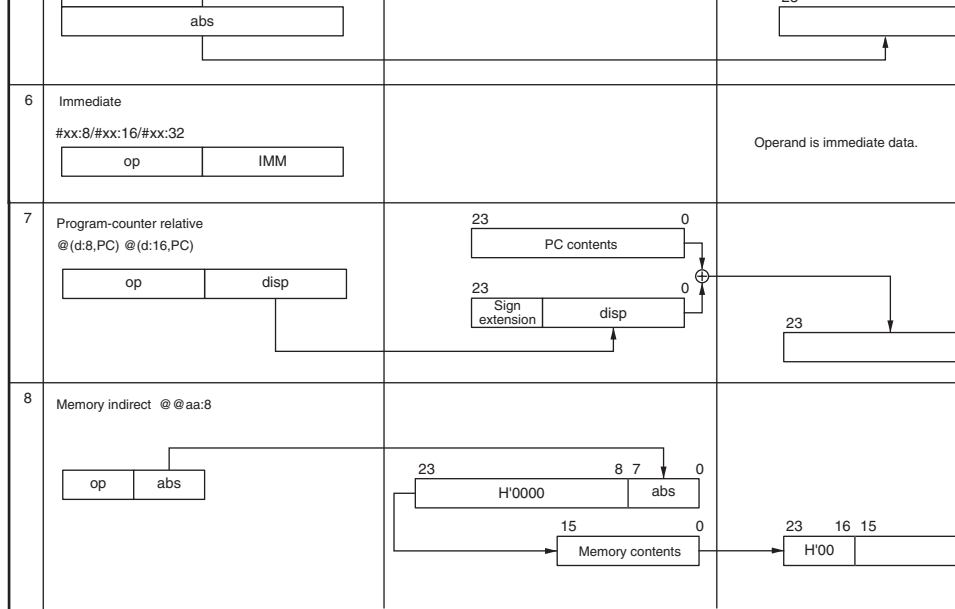 abs
6
Immediate
#xx:8/#xx:16/#xx:32
op
IMM
Operand is immediate data.
7
Program-counter relative
@(d:8,PC) @(d:16,PC)
op
disp
23
0
PC contents
23
0
Sign
extension
disp
23
8
Memory indirect @@aa:8
op
abs
23
8
7
0
H'0000
abs
15
0
Memory contents
23
16
15
H'00